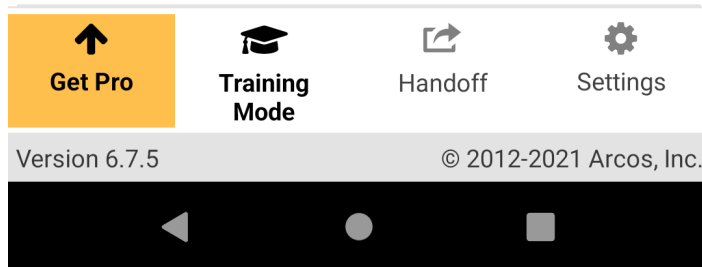 Get Pro
Training
Mode
Handoff
Settings
Version 6.7.5
© 2012-2021 Arcos, Inc.